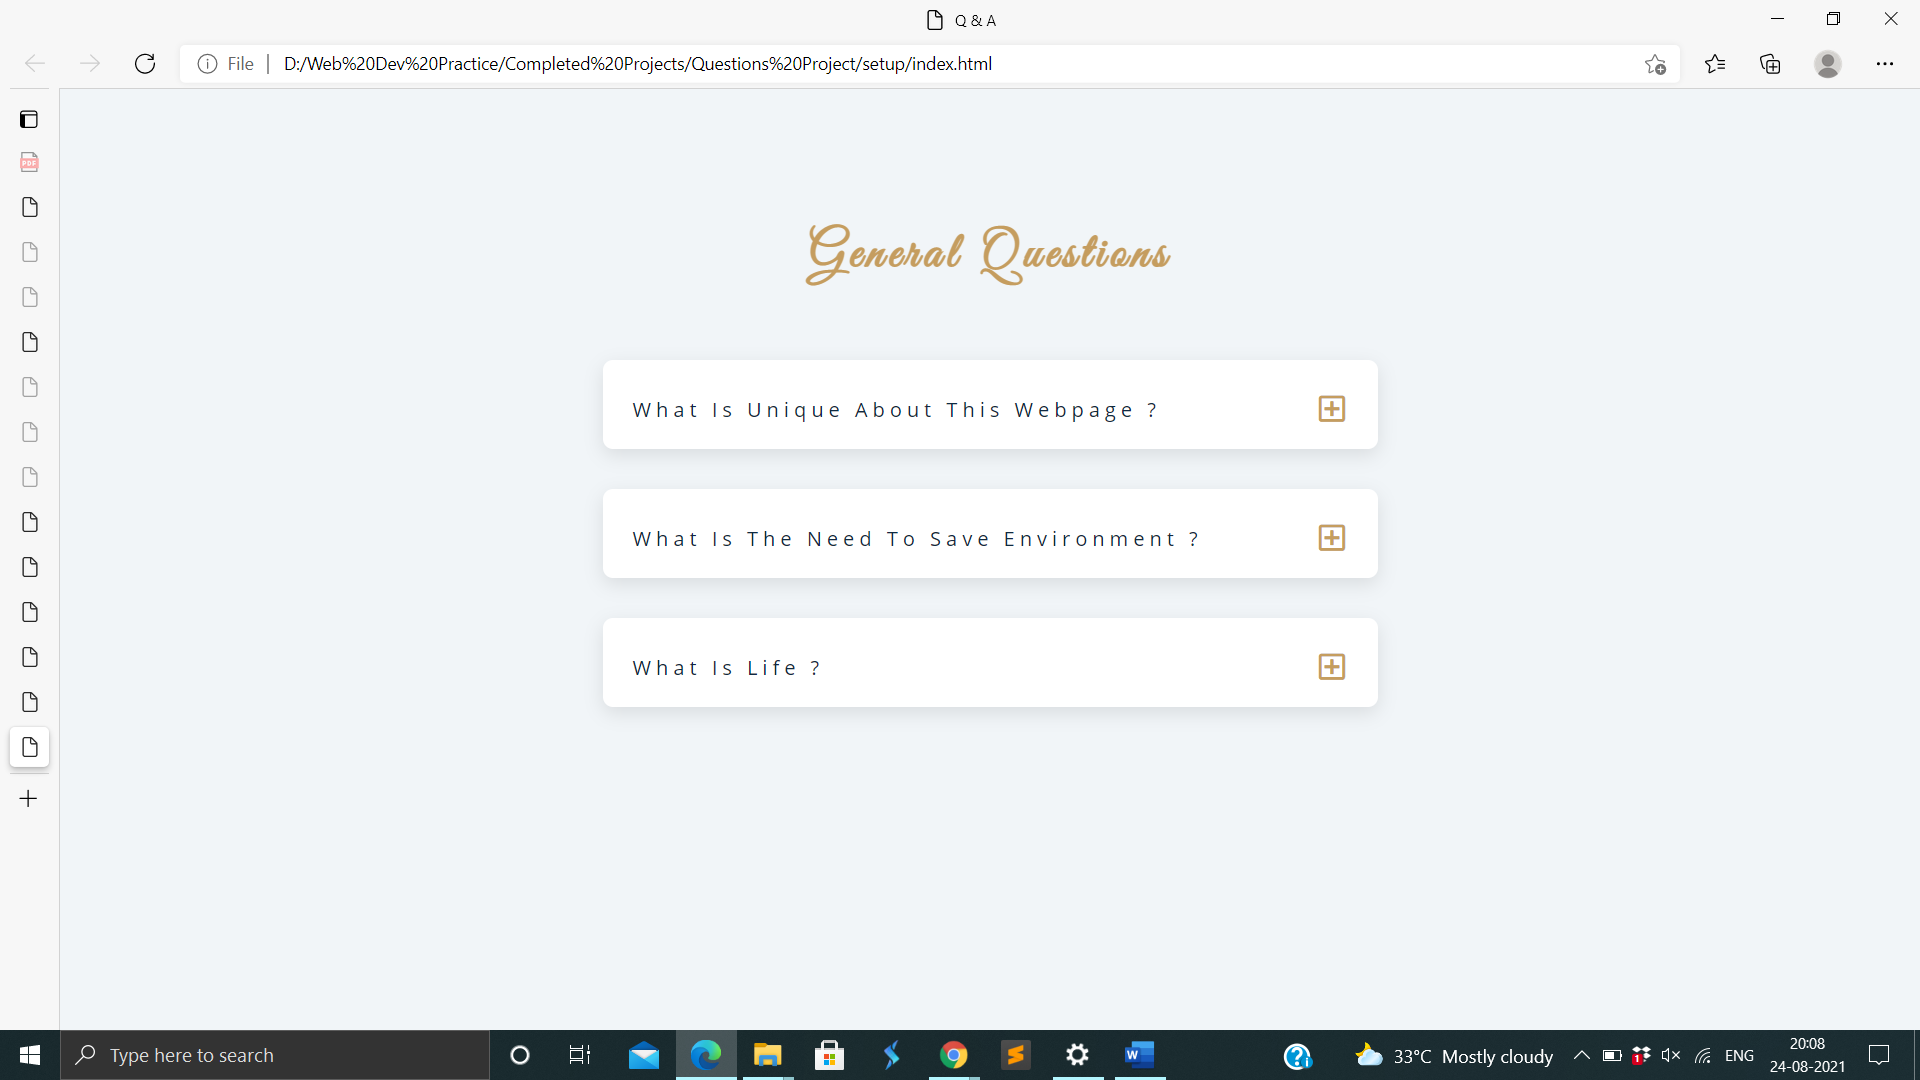 Q & A
File
D:/Web%20Dev%20Practice/Completed%20Projects/Questions%20Project/setup/index.html
PDF
General Questions
What Is Unique About This Webpage ?
What Is The Need To Save Environment ?
What Is Life ?
Type here to search
W
33°C Mostly cloudy
1
ENG
20:08
24-08-2021